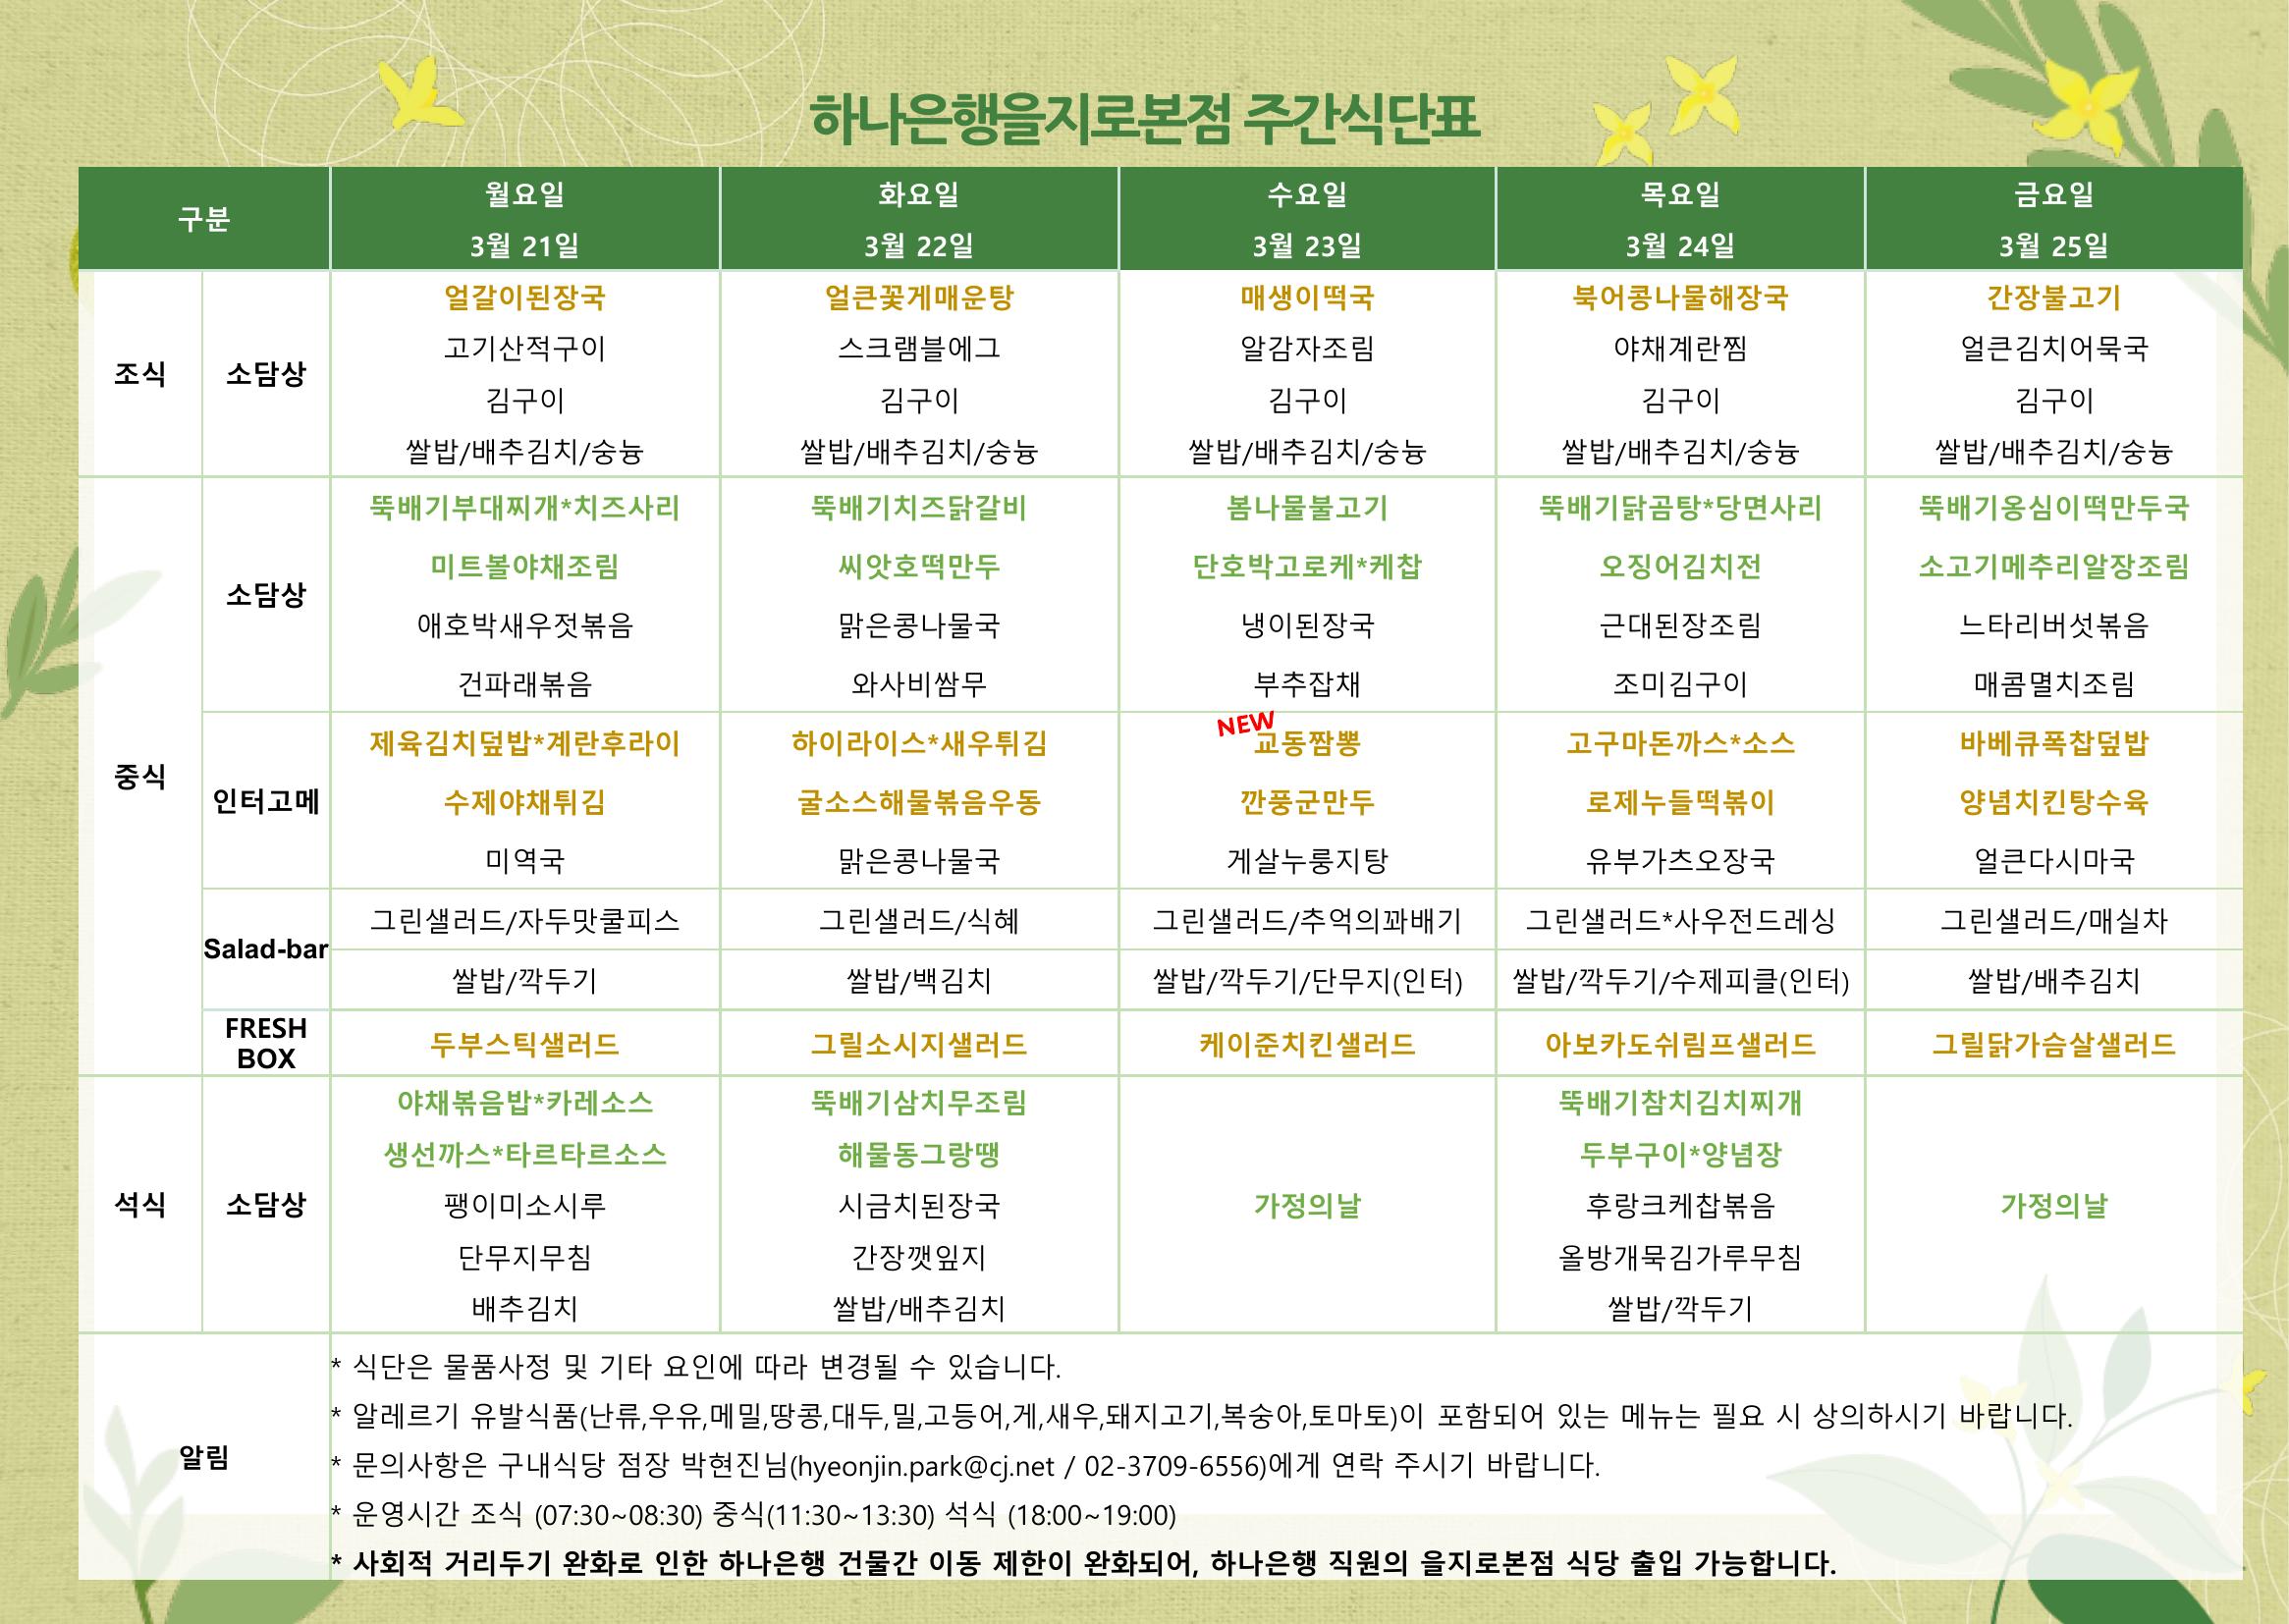 하나은행을지로본점 주간식단표
구분 월요일 화요일 수요일 목요일 금요일
3월 21일 3월 22일 3월 23일 3월 24일 3월 25일
조식 소담상
얼갈이된장국 얼큰꽃게매운탕 매생이떡국 북어콩나물해장국 간장불고기
고기산적구이 스크램블에그 알감자조림 야채계란찜 얼큰김치어묵국
김구이 김구이 김구이 김구이 김구이
쌀밥/배추김치/숭늉 쌀밥/배추김치/숭늉 쌀밥/배추김치/숭늉 쌀밥/배추김치/숭늉 쌀밥/배추김치/숭늉
중식 소담상
뚝배기부대찌개*치즈사리 뚝배기치즈닭갈비 봄나물불고기 뚝배기닭곰탕*당면사리 뚝배기옹심이떡만두국
미트볼야채조림 씨앗호떡만두 단호박고로케*케찹 오징어김치전 소고기메추리알장조림
애호박새우젓볶음 맑은콩나물국 냉이된장국 근대된장조림 느타리버섯볶음
건파래볶음 와사비쌈무 부추잡채 조미김구이 매콤멸치조림
인터고메
NEW
제육김치덮밥*계란후라이 하이라이스*새우튀김 교동짬뽕 고구마돈까스*소스 바베큐폭찹덮밥
수제야채튀김 굴소스해물볶음우동 깐풍군만두 로제누들떡볶이 양념치킨탕수육
미역국 맑은콩나물국 게살누룽지탕 유부가츠오장국 얼큰다시마국
Salad-bar
그린샐러드/자두맛쿨피스 그린샐러드/식혜 그린샐러드/추억의꽈배기 그린샐러드*사우전드레싱 그린샐러드/매실차
쌀밥/깍두기 쌀밥/백김치 쌀밥/깍두기/단무지(인터) 쌀밥/깍두기/수제피클(인터) 쌀밥/배추김치
FRESH
BOX
두부스틱샐러드 그릴소시지샐러드 케이준치킨샐러드 아보카도쉬림프샐러드 그릴닭가슴살샐러드
석식 소담상
야채볶음밥*카레소스 뚝배기삼치무조림 뚝배기참치김치찌개
생선까스*타르타르소스 해물동그랑땡 두부구이*양념장
팽이미소시루 시금치된장국 가정의날 후랑크케찹볶음 가정의날
단무지무침 간장깻잎지 올방개묵김가루무침
배추김치 쌀밥/배추김치 쌀밥/깍두기
알림
* 식단은 물품사정 및 기타 요인에 따라 변경될 수 있습니다.
* 알레르기 유발식품(난류,우유,메밀,땅콩,대두,밀,고등어,게,새우,돼지고기,복숭아,토마토)이 포함되어 있는 메뉴는 필요 시 상의하시기 바랍니다.
* 문의사항은 구내식당 점장 박현진님(hyeonjin.park@cj.net / 02-3709-6556)에게 연락 주시기 바랍니다.
* 운영시간 조식 (07:30~08:30) 중식(11:30~13:30) 석식 (18:00~19:00)
* 사회적 거리두기 완화로 인한 하나은행 건물간 이동 제한이 완화되어, 하나은행 직원의 을지로본점 식당 출입 가능합니다.